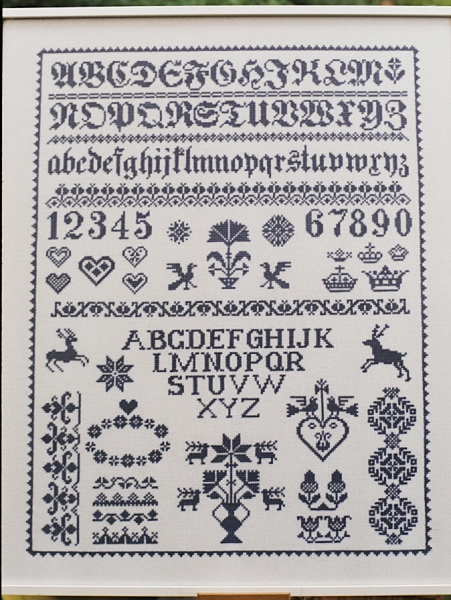 ABCDEFGHIJKLM
NOPQRSTUVWXYZ
abcdefghijklmnopqrstuvwxyz
12345 67890
ABCDEFGHIJK
LMNOPQR
STUVW
XYZ